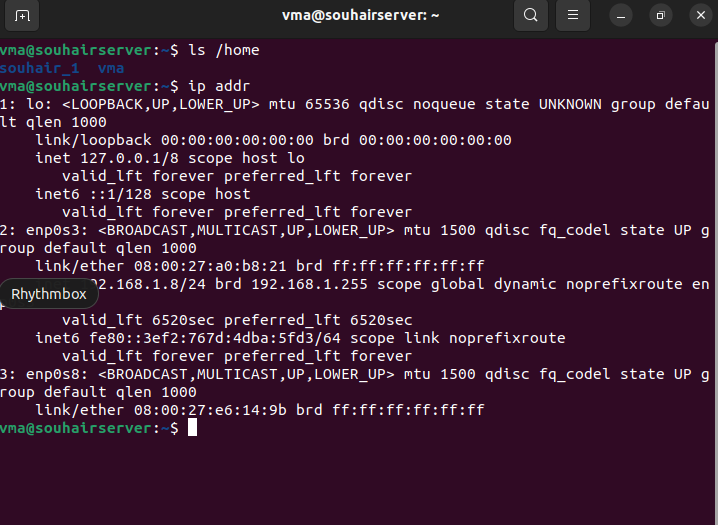 vma@souhairserver: ~
vma@souhairserver:~$ ls /home
souhair_1  vma
vma@souhairserver:~$ ip addr
1: lo: <LOOPBACK,UP,LOWER_UP> mtu 65536 qdisc noqueue state UNKNOWN group defau
lt qlen 1000
    link/loopback 00:00:00:00:00:00 brd 00:00:00:00:00:00
    inet 127.0.0.1/8 scope host lo
       valid_lft forever preferred_lft forever
    inet6 ::1/128 scope host
       valid_lft forever preferred_lft forever
2: enp0s3: <BROADCAST,MULTICAST,UP,LOWER_UP> mtu 1500 qdisc fq_codel state UP g
roup default qlen 1000
    link/ether 08:00:27:a0:b8:21 brd ff:ff:ff:ff:ff:ff
92.168.1.8/24 brd 192.168.1.255 scope global dynamic noprefixroute en
Rhythmbox
       valid_lft 6520sec preferred_lft 6520sec
    inet6 fe80::3ef2:767d:4dba:5fd3/64 scope link noprefixroute
       valid_lft forever preferred_lft forever
3: enp0s8: <BROADCAST,MULTICAST,UP,LOWER_UP> mtu 1500 qdisc fq_codel state UP g
roup default qlen 1000
    link/ether 08:00:27:e6:14:9b brd ff:ff:ff:ff:ff:ff
vma@souhairserver:~$